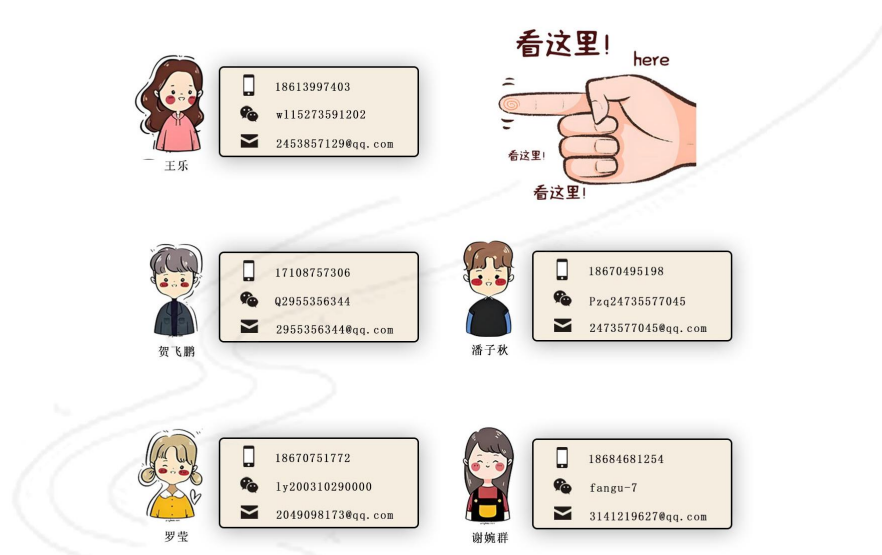 看这里!
here
18613997403
w115273591202
2453857129@qq.com
王乐
看这里!
看这里!
17108757306
Q2955356344
2955356344@qq.com
贺飞鹏
18670495198
Pzq24735577045
2473577045@qq.com
潘子秋
18670751772
ly200310290000
2049098173@qq.com
罗莹
18684681254
fangu-7
3141219627@qq.com
谢婉群